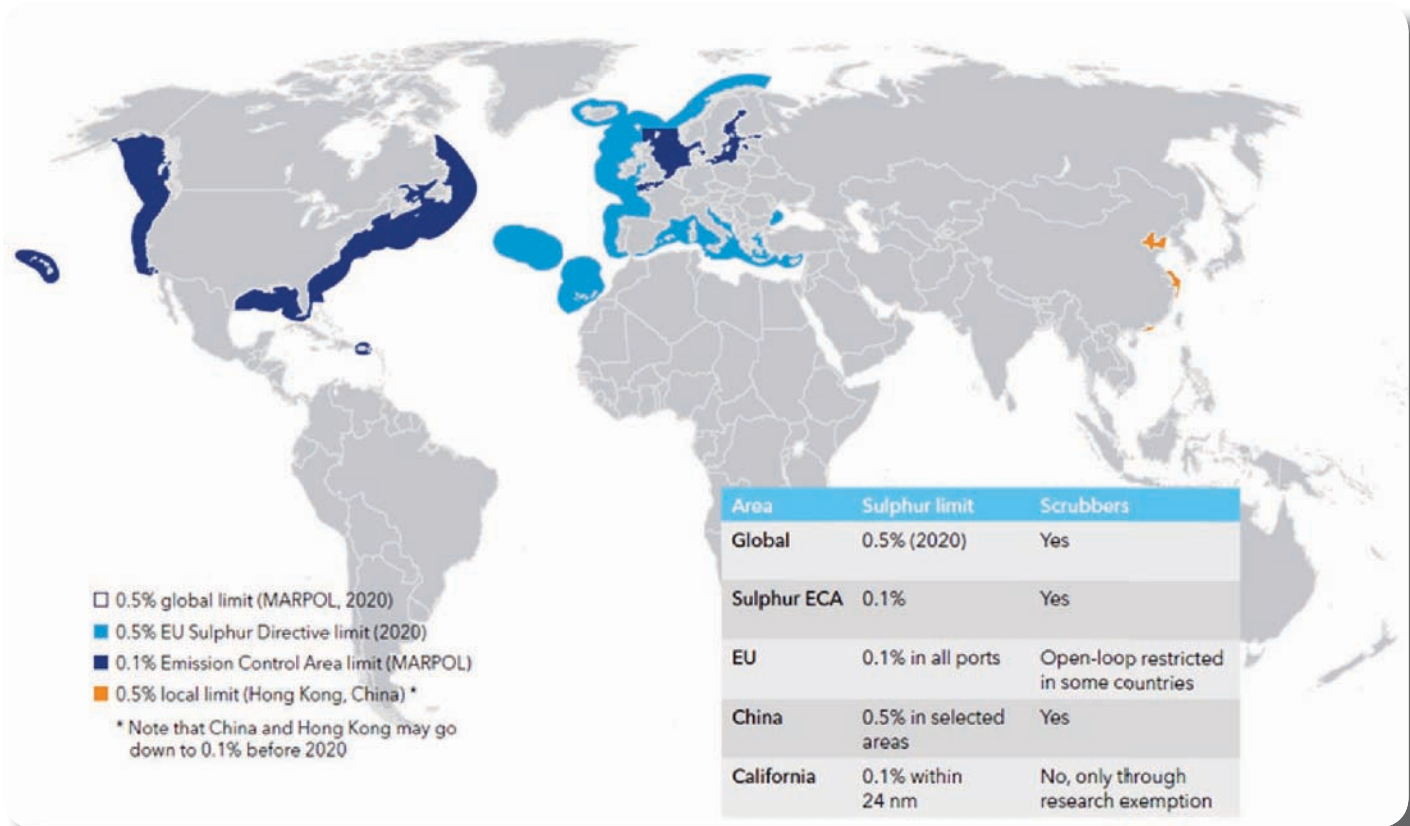 Area Sulphur limit Scrubbers
Global 0.5% (2020) Yes
Sulphur ECA 0.1% Yes
EU 0.1% in all ports Open-loop restricted
in some countries
China 0.5% in selected Yes
areas
California 0.1% within No, only through
24 nm research exemption
0.5% global limit (MARPOL, 2020)
0.5% EU Sulphur Directive limit (2020)
0.1% Emission Control Area limit (MARPOL)
0.5% local limit (Hong Kong, China) *
* Note that China and Hong Kong may go
down to 0.1% before 2020